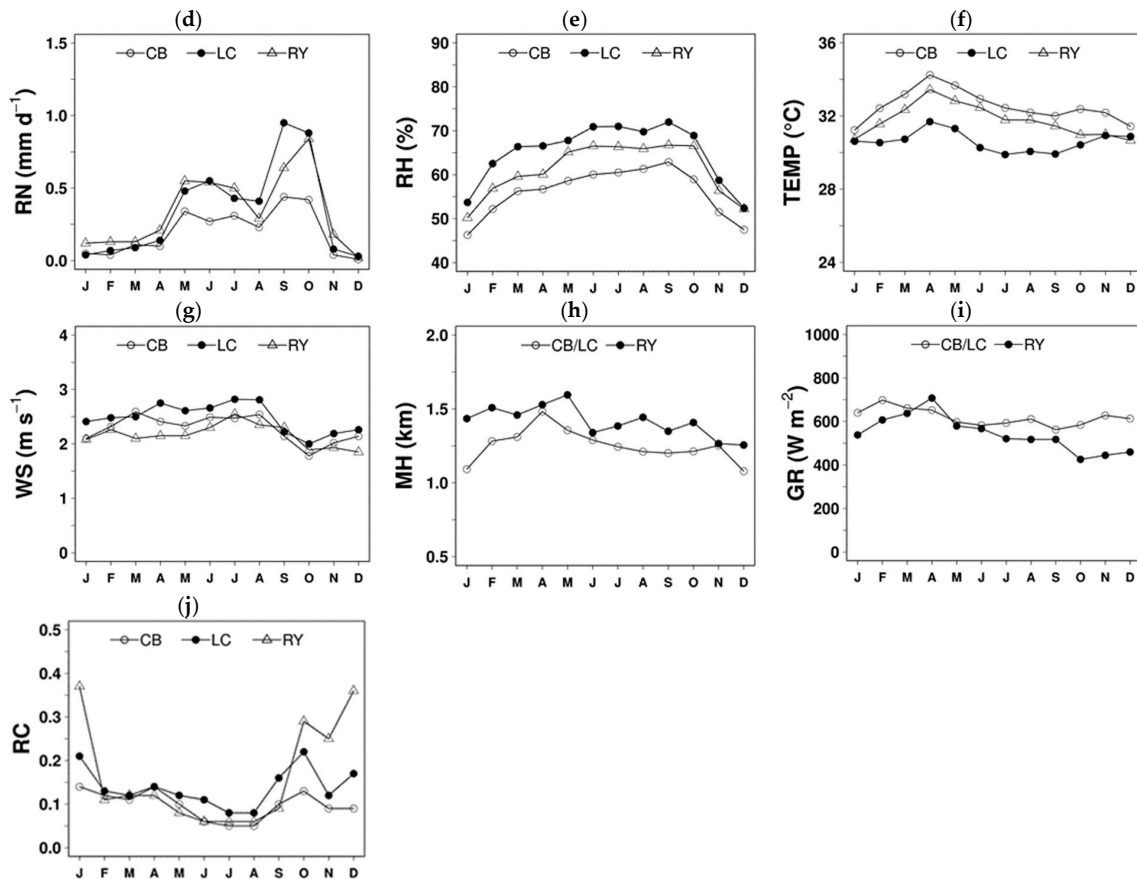 (d)
RN (mm d⁻¹)
1.5
1.0
0.5
0.0
CB LC RY
J F M A M J J A S O N D
(e)
RH (%)
90
80
70
60
50
40
CB LC RY
J F M A M J J A S O N D
(f)
TEMP (°C)
36
32
28
24
CB LC RY
J F M A M J J A S O N D
(g)
WS (m s⁻¹)
5
4
3
2
1
0
CB LC RY
J F M A M J J A S O N D
(h)
MH (km)
2.0
1.5
1.0
0.5
CB/LC RY
J F M A M J J A S O N D
(i)
GR (W m⁻²)
1000
800
600
400
200
0
CB/LC RY
J F M A M J J A S O N D
(j)
RC
0.5
0.4
0.3
0.2
0.1
0.0
CB LC RY
J F M A M J J A S O N D